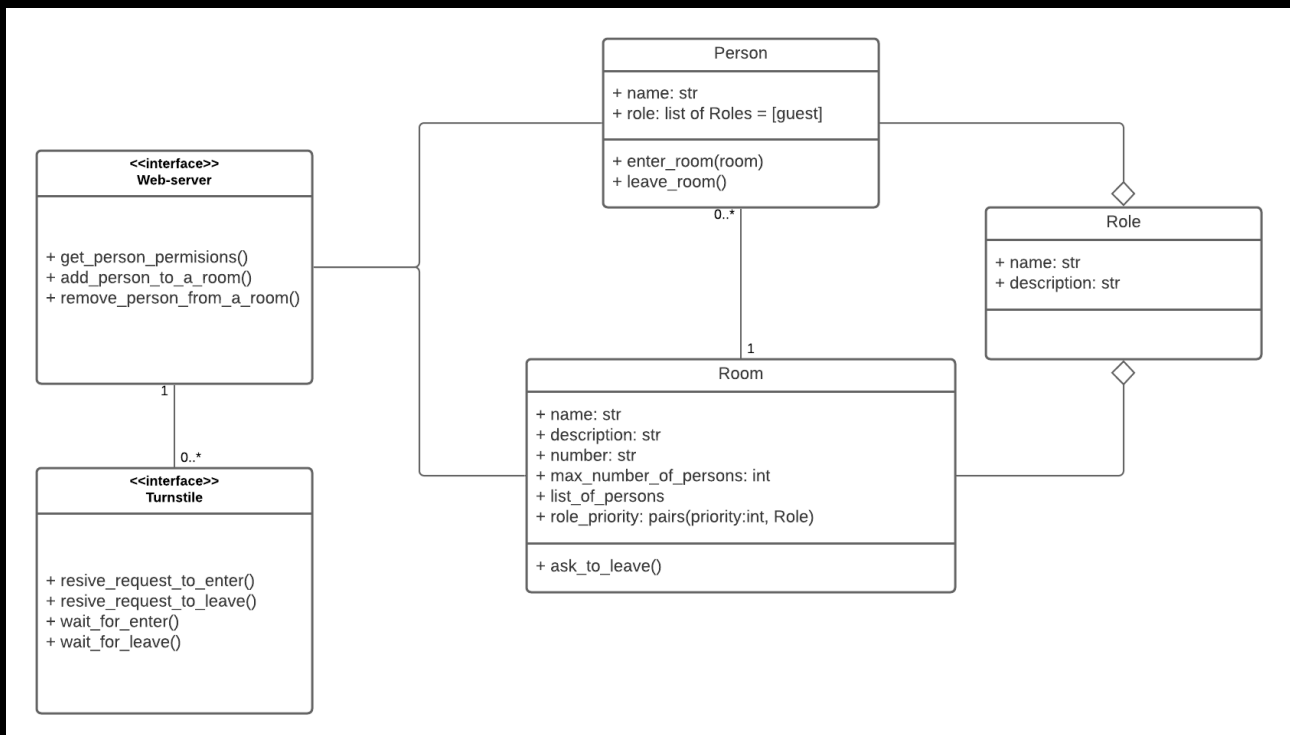 Person
+ name: str
+ role: list of Roles = [guest]
+ enter_room(room)
+ leave_room()
0..*
<<interface>>
Web-server
+ get_person_permisions()
+ add_person_to_a_room()
+ remove_person_from_a_room()
1
Role
+ name: str
+ description: str
1
Room
+ name: str
+ description: str
+ number: str
+ max_number_of_persons: int
+ list_of_persons
+ role_priority: pairs(priority:int, Role)
+ ask_to_leave()
0..*
<<interface>>
Turnstile
+ resive_request_to_enter()
+ resive_request_to_leave()
+ wait_for_enter()
+ wait_for_leave()